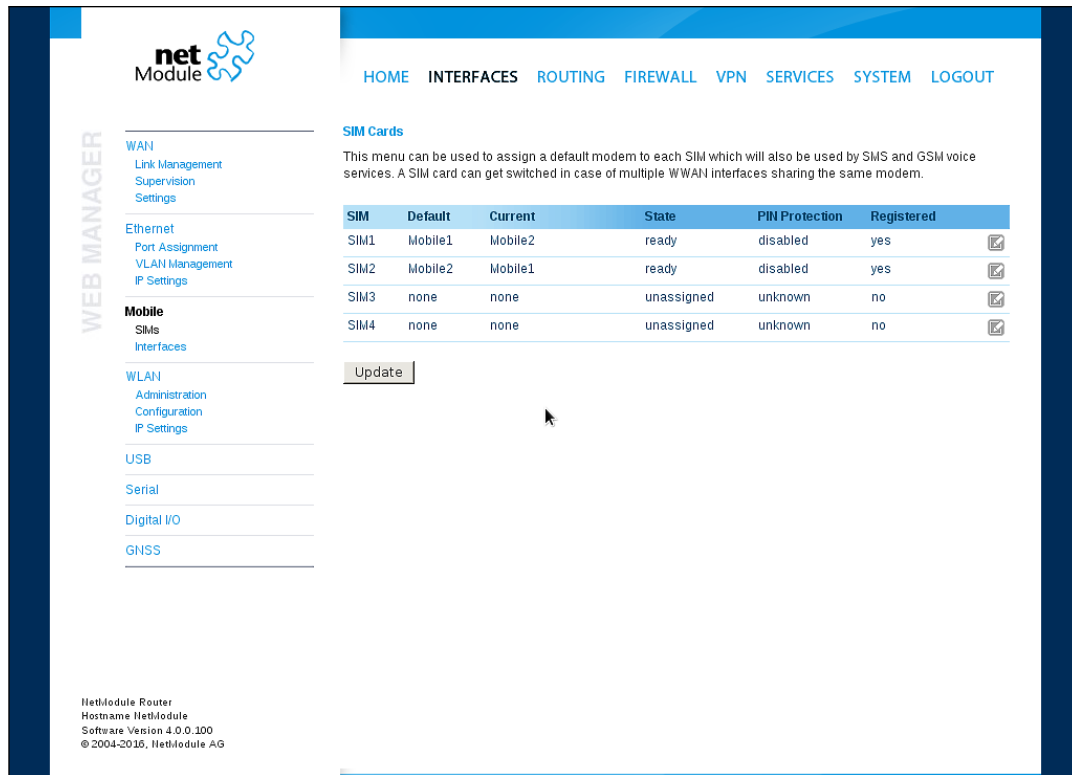 net
Module
HOME INTERFACES ROUTING FIREWALL VPN SERVICES SYSTEM LOGOUT
WEB MANAGER
WAN
Link Management
Supervision
Settings
Ethernet
Port Assignment
VLAN Management
IP Settings
Mobile
SIMs
Interfaces
WLAN
Administration
Configuration
IP Settings
USB
Serial
Digital I/O
GNSS
SIM Cards
This menu can be used to assign a default modem to each SIM which will also be used by SMS and GSM voice
services. A SIM card can get switched in case of multiple WWAN interfaces sharing the same modem.
SIM Default Current State PIN Protection Registered
SIM1 Mobile1 Mobile2 ready disabled yes
SIM2 Mobile2 Mobile1 ready disabled yes
SIM3 none none unassigned unknown no
SIM4 none none unassigned unknown no
Update
NetModule Router
Hostname NetModule
Software Version 4.0.0.100
© 2004-2016, NetModule AG